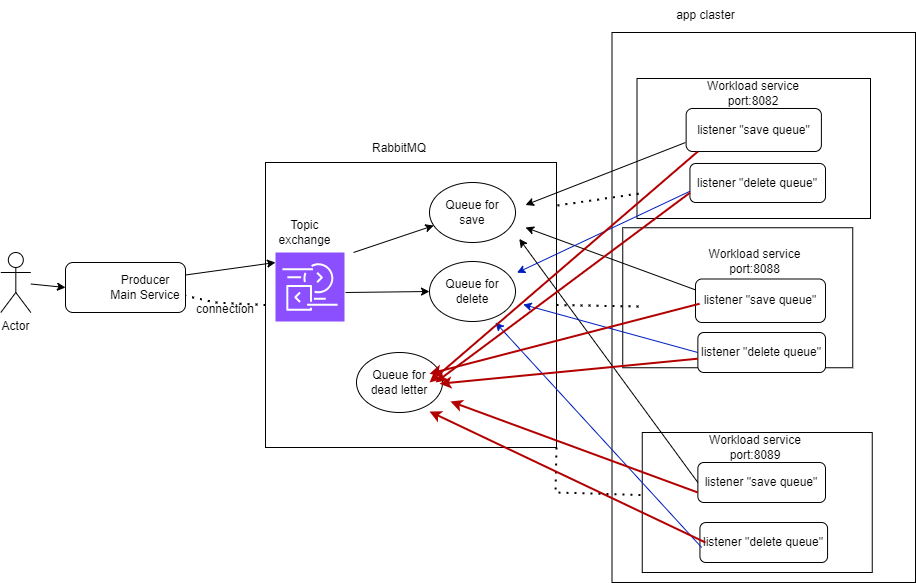 app claster
Workload service
port:8082
listener "save queue"
listener "delete queue"
RabbitMQ
Queue for
save
Topic
exchange
Queue for
delete
Queue for
dead letter
Actor
Producer
Main Service
connection
Workload service
port:8088
listener "save queue"
listener "delete queue"
Workload service
port:8089
listener "save queue"
listener "delete queue"